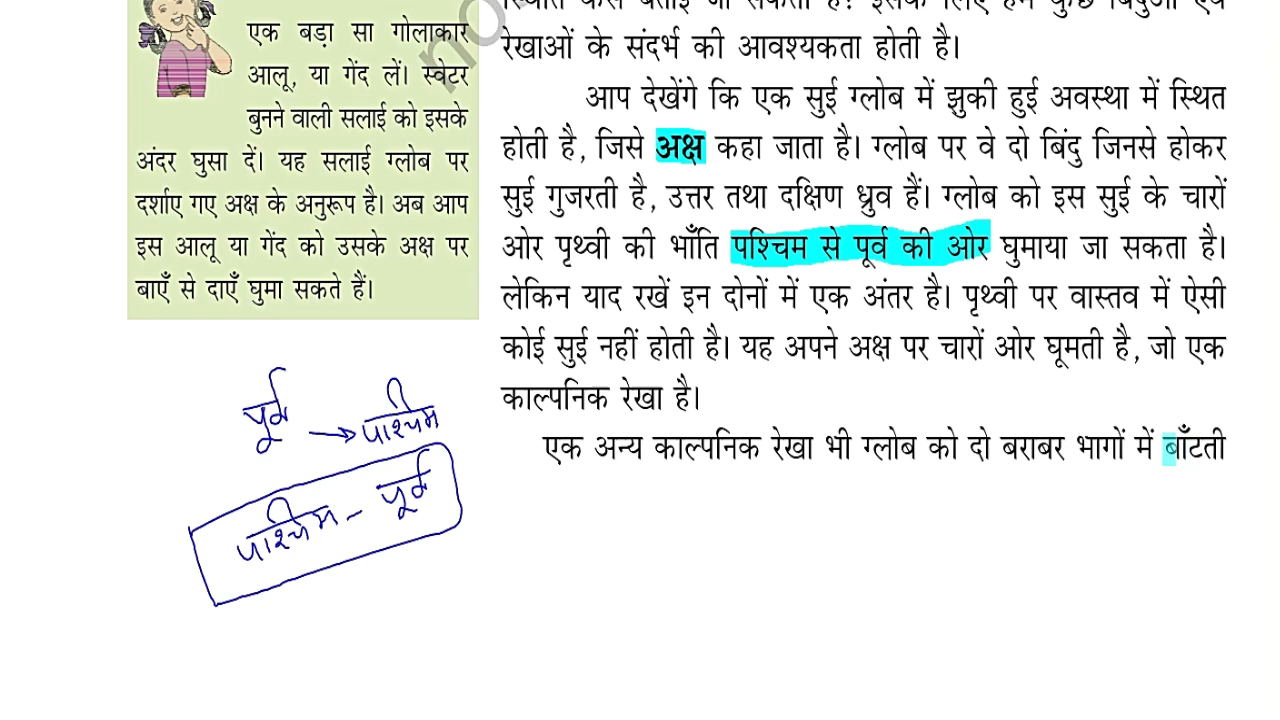 एक बड़ा सा गोलाकार
आलू, या गेंद लें। स्वेटर
बुनने वाली सलाई को इसके
अंदर घुसा दें। यह सलाई ग्लोब पर
दर्शाए गए अक्ष के अनुरूप है। अब आप
इस आलू या गेंद को उसके अक्ष पर
बाएँ से दाएँ घुमा सकते हैं।
no
रेखाओं के संदर्भ की आवश्यकता होती है।
आप देखेंगे कि एक सुई ग्लोब में झुकी हुई अवस्था में स्थित
होती है, जिसे अक्ष कहा जाता है। ग्लोब पर वे दो बिंदु जिनसे होकर
सुई गुजरती है, उत्तर तथा दक्षिण ध्रुव हैं। ग्लोब को इस सुई के चारों
ओर पृथ्वी की भाँति पश्चिम से पूर्व की ओर घुमाया जा सकता है।
लेकिन याद रखें इन दोनों में एक अंतर है। पृथ्वी पर वास्तव में ऐसी
कोई सुई नहीं होती है। यह अपने अक्ष पर चारों ओर घूमती है, जो एक
काल्पनिक रेखा है।
एक अन्य काल्पनिक रेखा भी ग्लोब को दो बराबर भागों में बाँटती
पूर्व → पश्चिम
पश्चिम – पूर्व